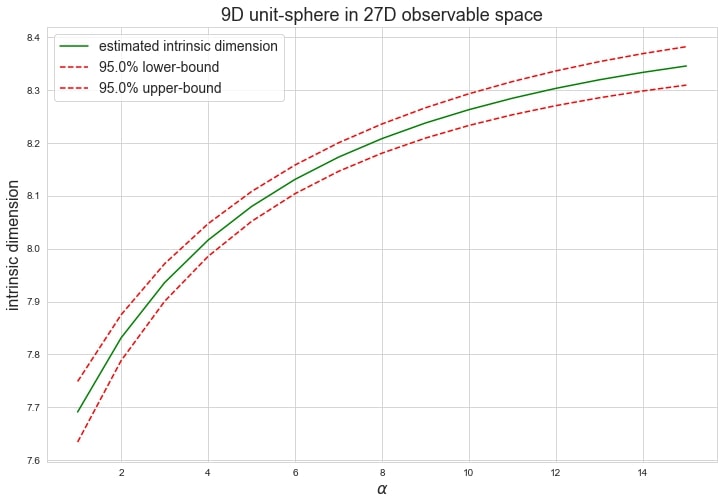 9D unit-sphere in 27D observable space
estimated intrinsic dimension
95.0% lower-bound
95.0% upper-bound
intrinsic dimension
8.4
8.3
8.2
8.1
8.0
7.9
7.8
7.7
7.6
2 4 6 8 10 12 14
α